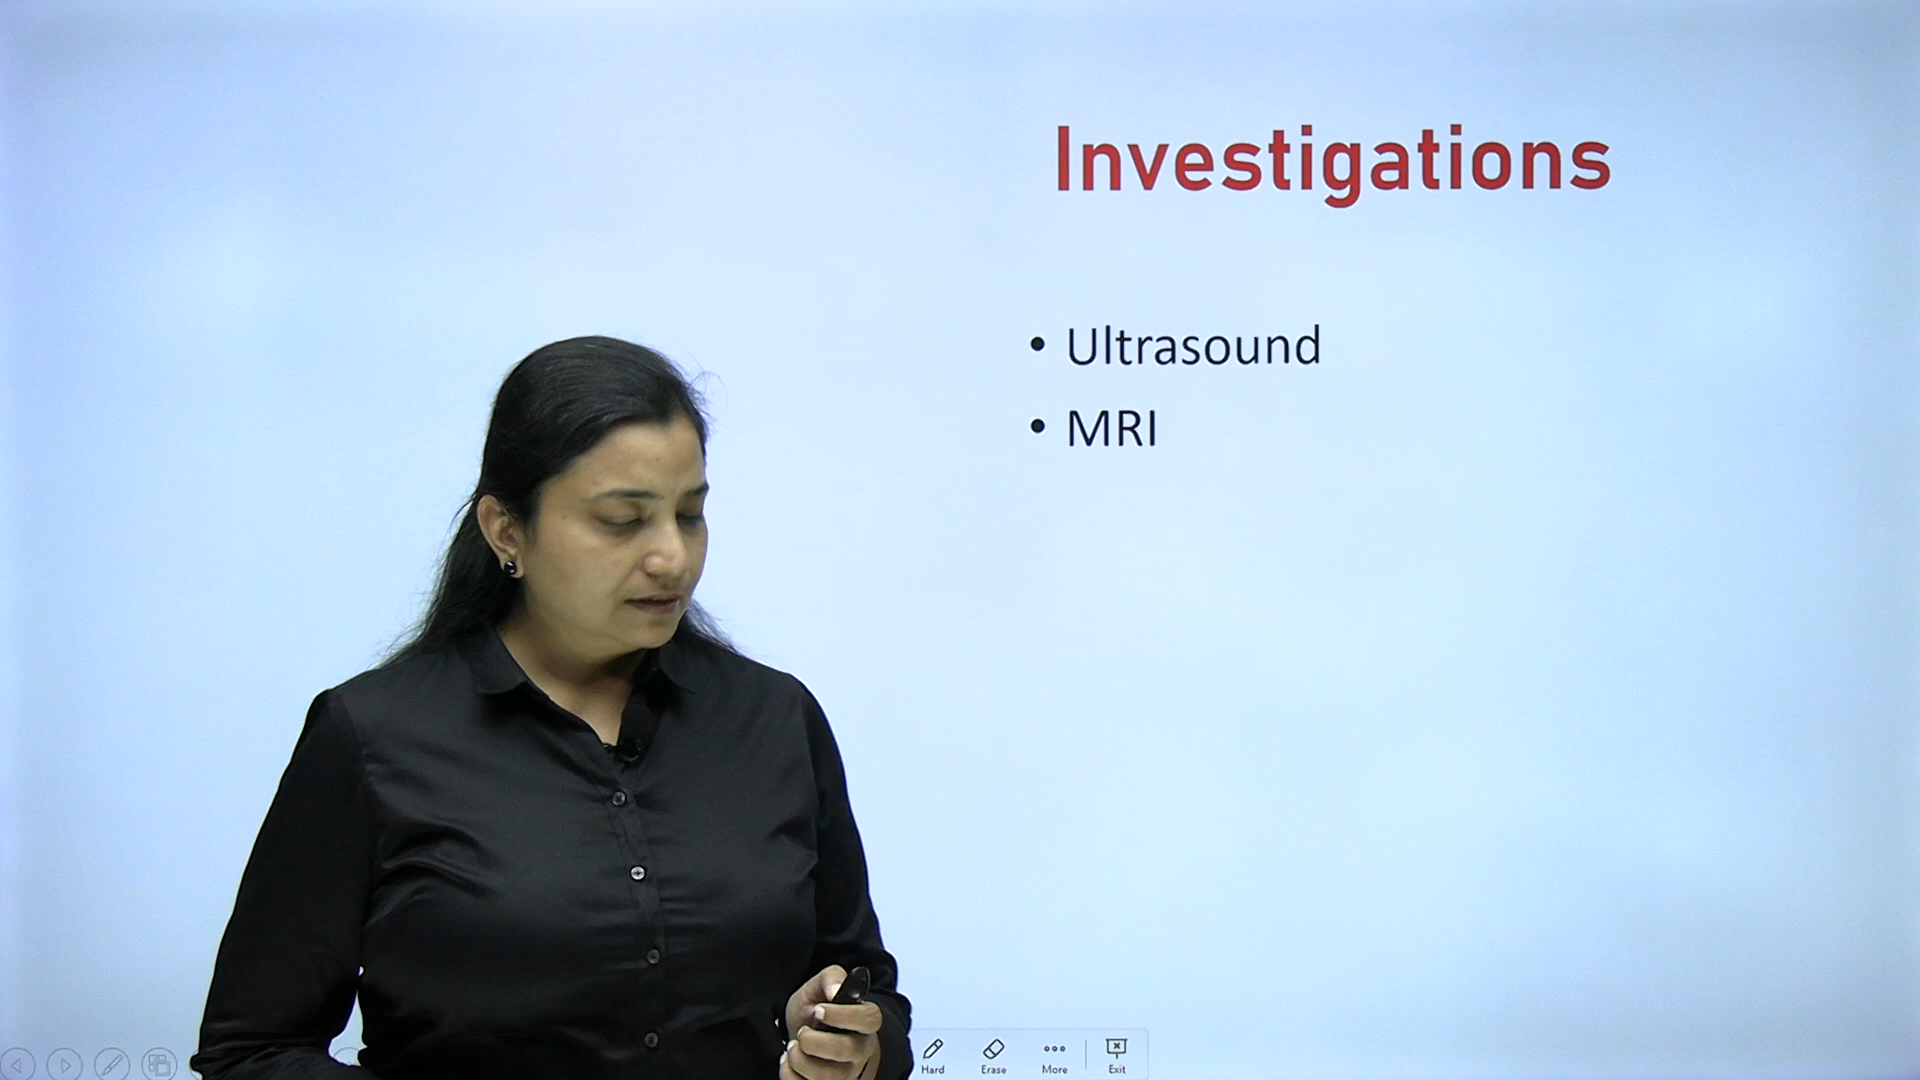 Investigations
• Ultrasound
• MRI
Hard Erase More Exit